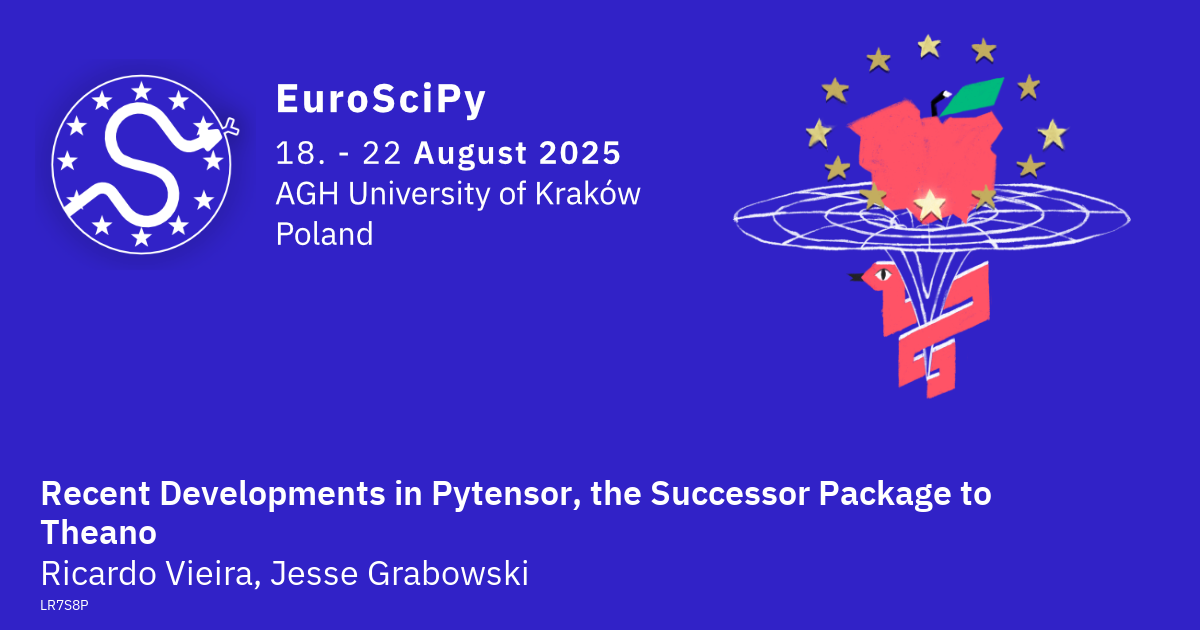 EuroSciPy
18. - 22 August 2025
AGH University of Kraków
Poland
Recent Developments in Pytensor, the Successor Package to
Theano
Ricardo Vieira, Jesse Grabowski
LR7S8P